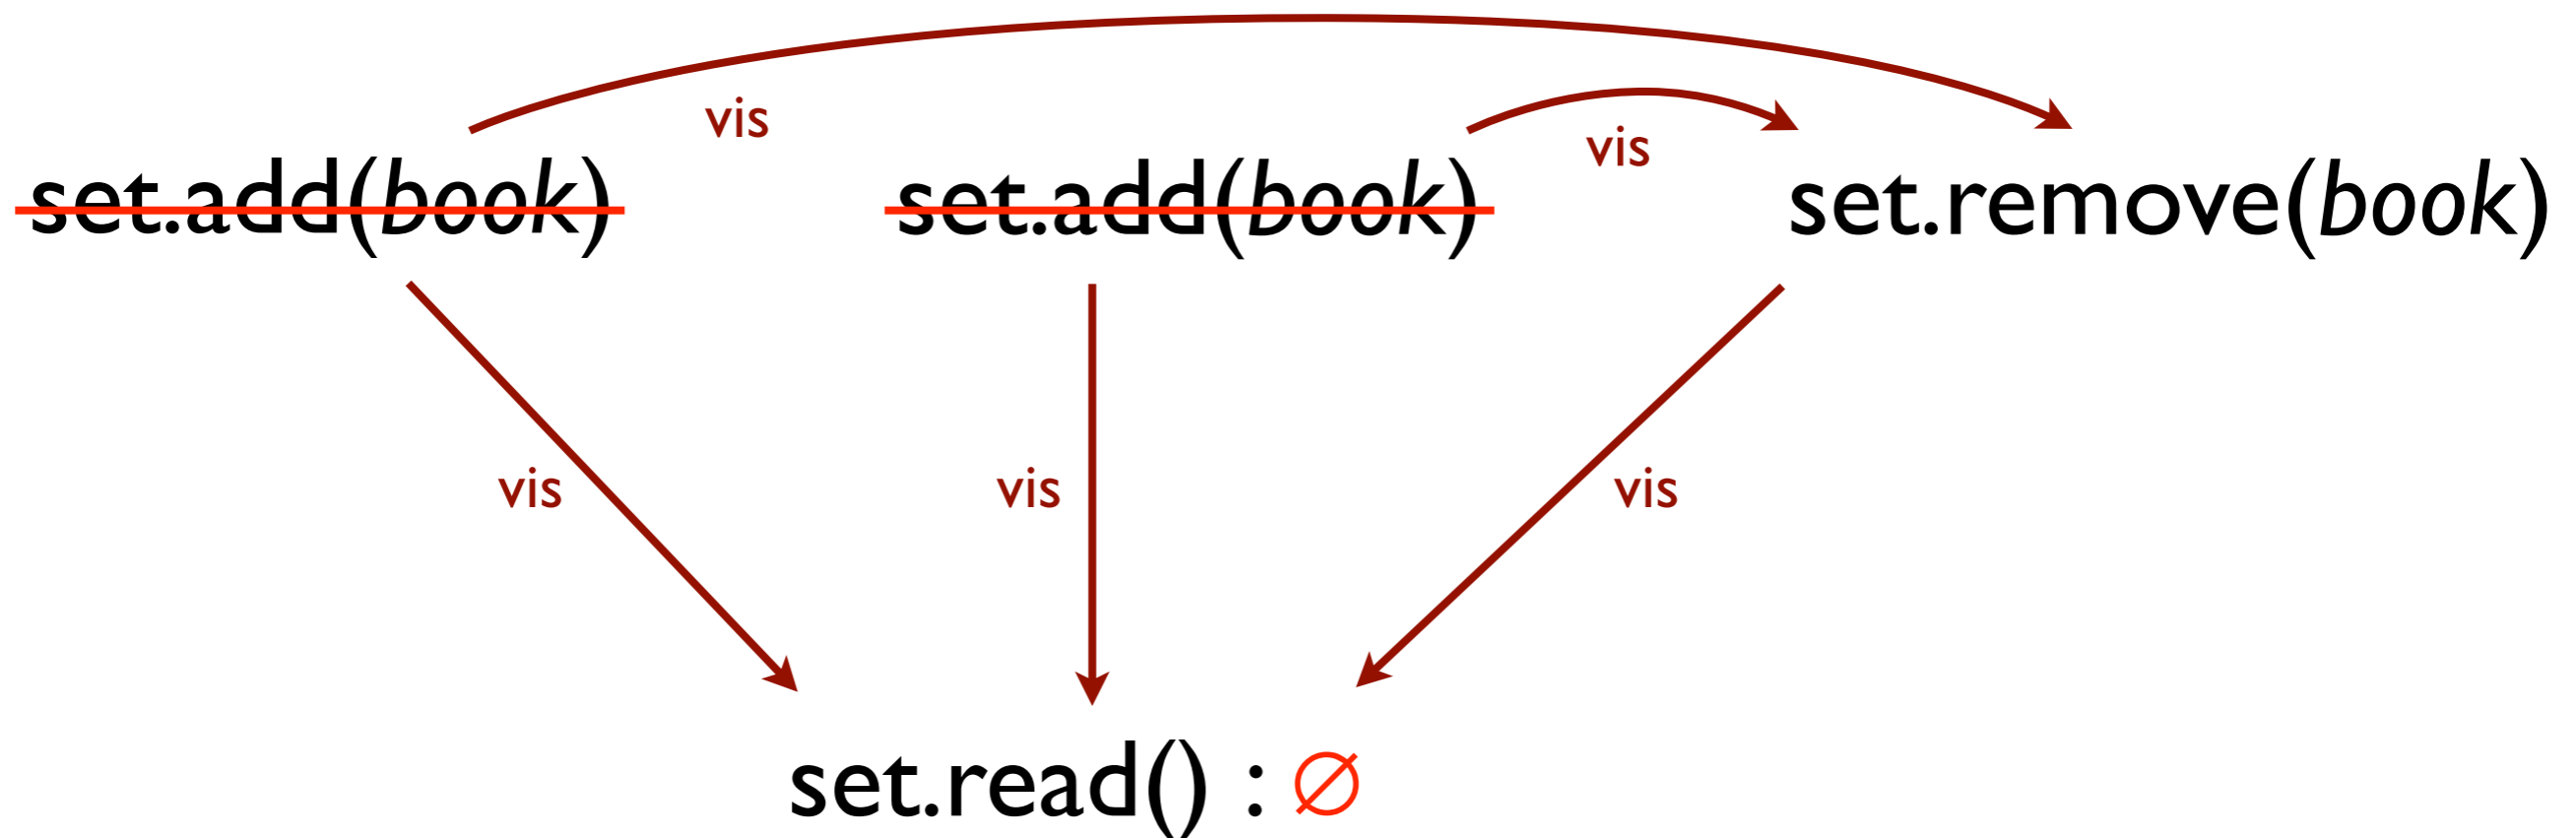 vis
vis
set.add(book) set.add(book) set.remove(book)
vis vis vis
set.read() : ∅